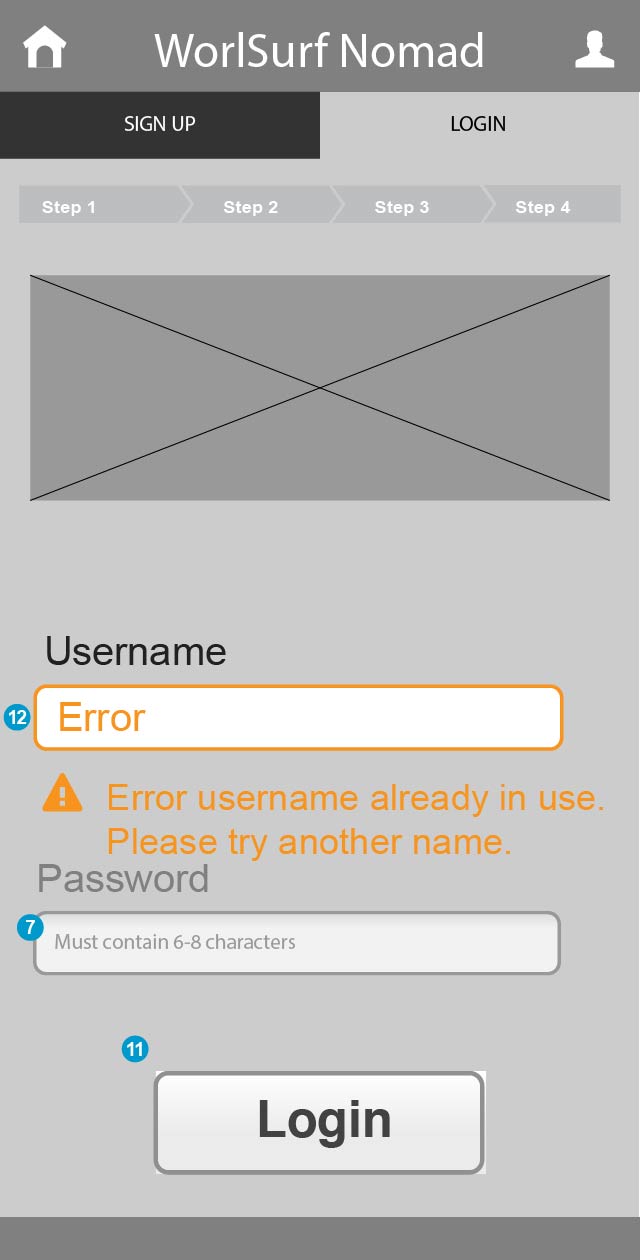 WorlSurf Nomad
SIGN UP
LOGIN
Step 1
Step 2
Step 3
Step 4
Username
12
Error
Error username already in use.
Please try another name.
Password
7
Must contain 6-8 characters
11
Login